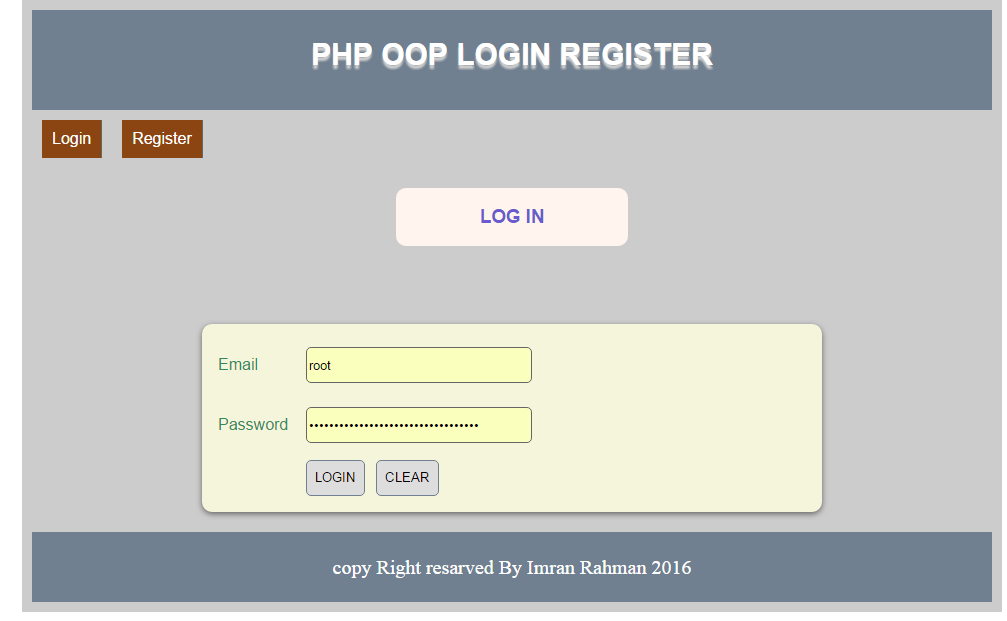 PHP OOP LOGIN REGISTER
Login Register
LOG IN
Email root
Password ••••••••••••••••••••••••••••••••••
LOGIN CLEAR
copy Right resarved By Imran Rahman 2016